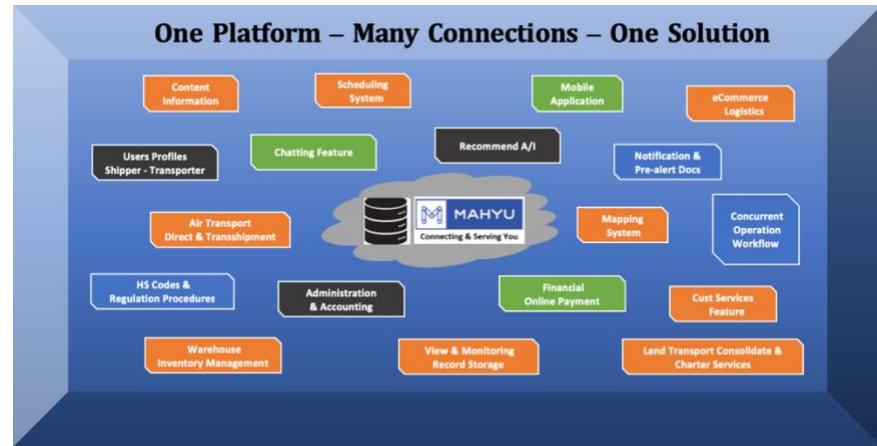 One Platform – Many Connections – One Solution
Content
Information
Scheduling
System
Mobile
Application
eCommerce
Logistics
Users Profiles
Shipper - Transporter
Chatting Feature
Recommend A/I
Notification &
Pre-alert Docs
Air Transport
Direct & Transshipment
MAHYU
Connecting & Serving You
Mapping
System
Concurrent
Operation
Workflow
HS Codes &
Regulation Procedures
Administration
& Accounting
Financial
Online Payment
Cust Services
Feature
Warehouse
Inventory Management
View & Monitoring
Record Storage
Land Transport Consolidate &
Charter Services